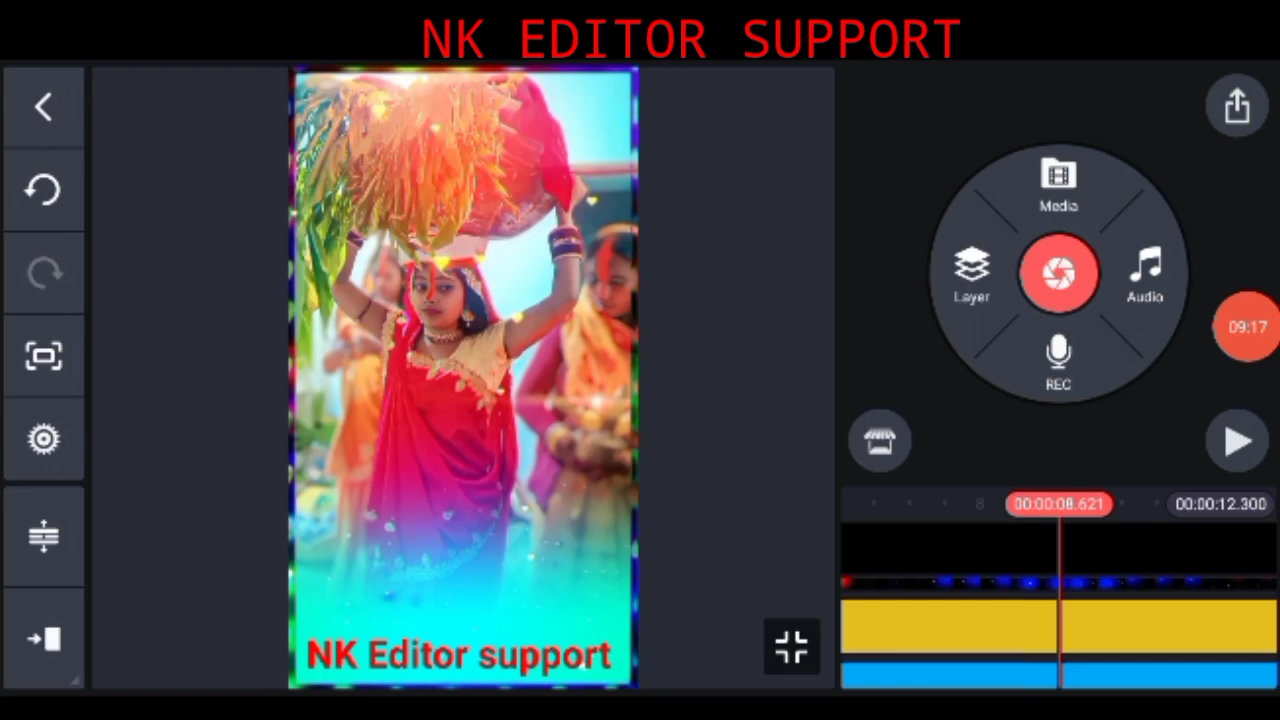 NK EDITOR SUPPORT
Media
Layer
Audio
REC
09:17
8
00:00:08.621
00:00:12.300
NK Editor support